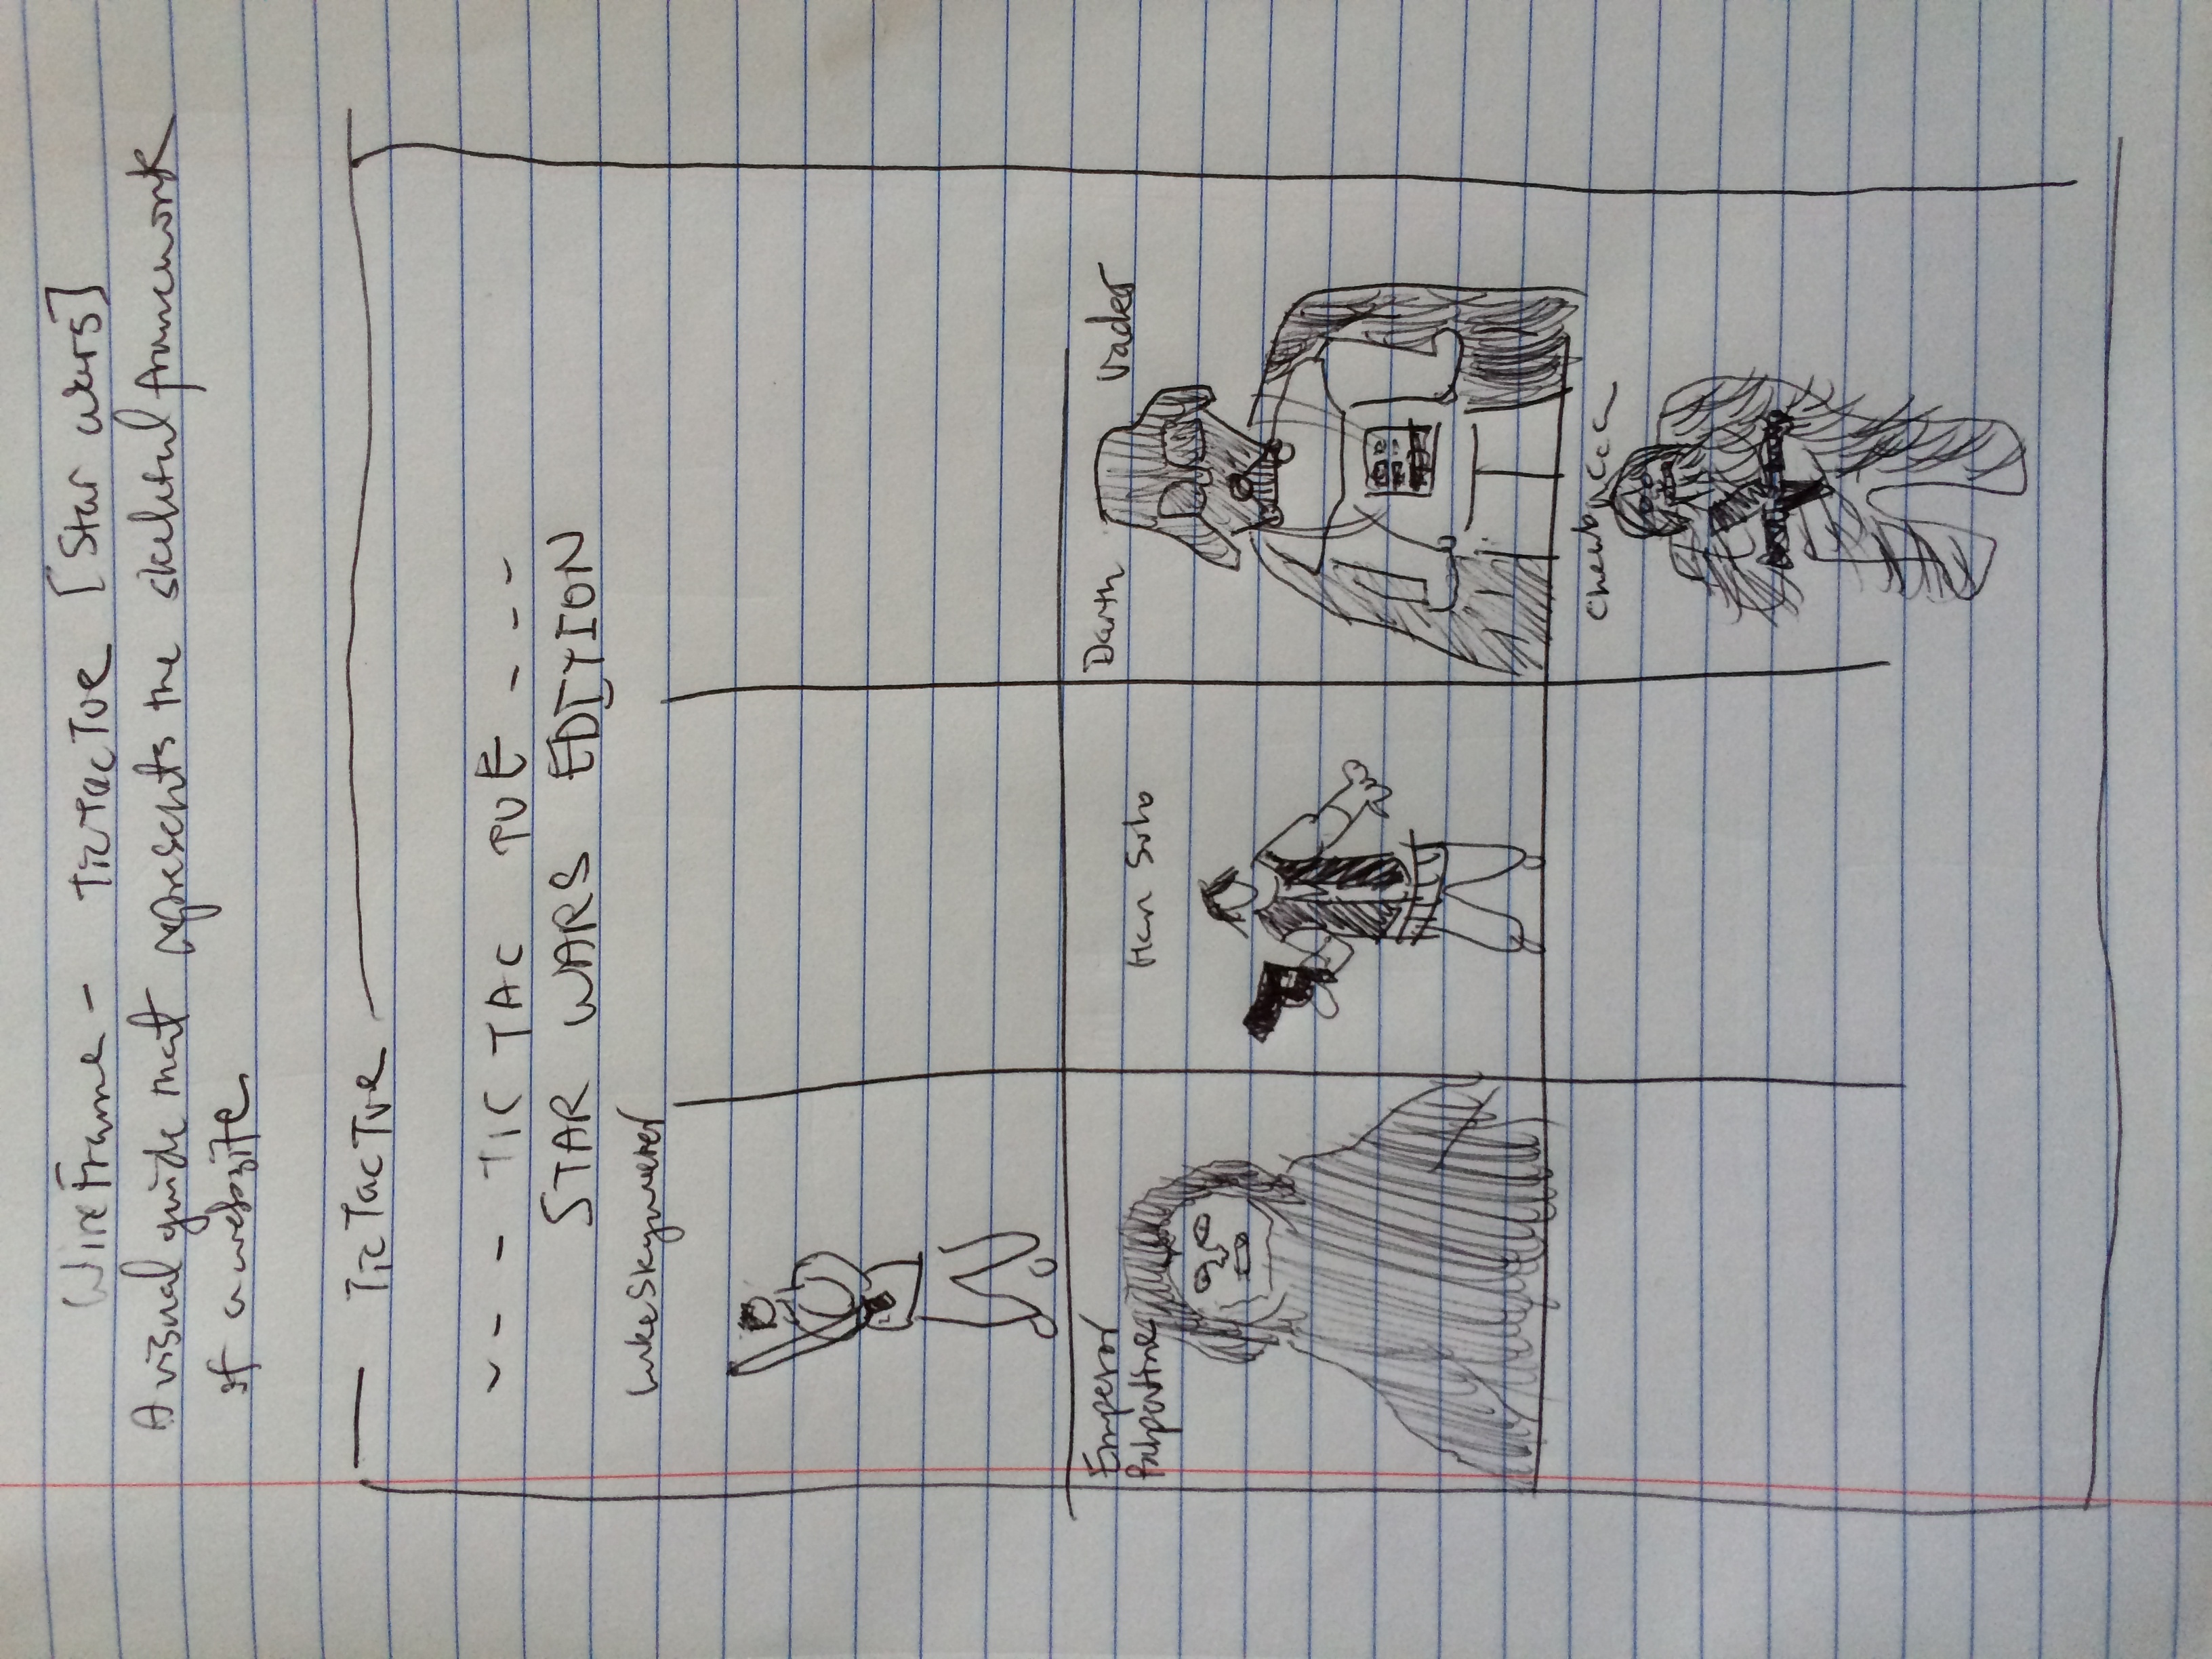 WireFrame - TicTacToe [Star Wars]
A visual guide that represents the skeletal framework
of a website
TicTacToe
--- TIC TAC TOE ---
STAR WARS EDITION
Luke Skywalker
Emperor
Palpatine
Han Solo
Darth Vader
Chewbacca